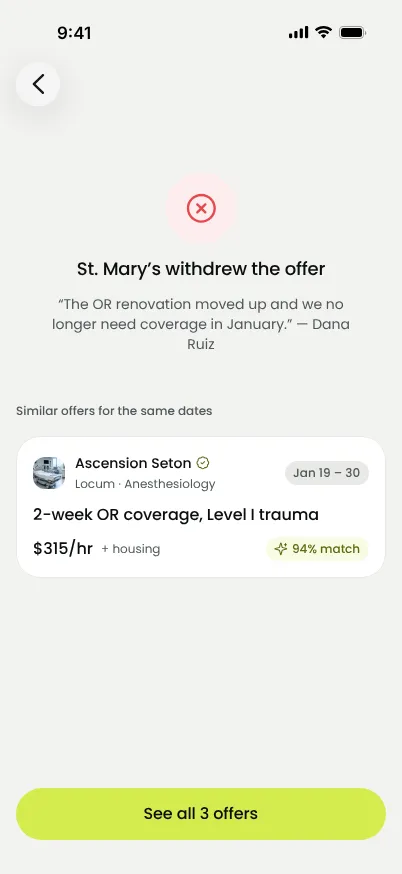 9:41
St. Mary’s withdrew the offer
“The OR renovation moved up and we no
longer need coverage in January.” — Dana
Ruiz
Similar offers for the same dates
Ascension Seton
Locum · Anesthesiology
Jan 19 – 30
2-week OR coverage, Level I trauma
$315/hr + housing
94% match
See all 3 offers